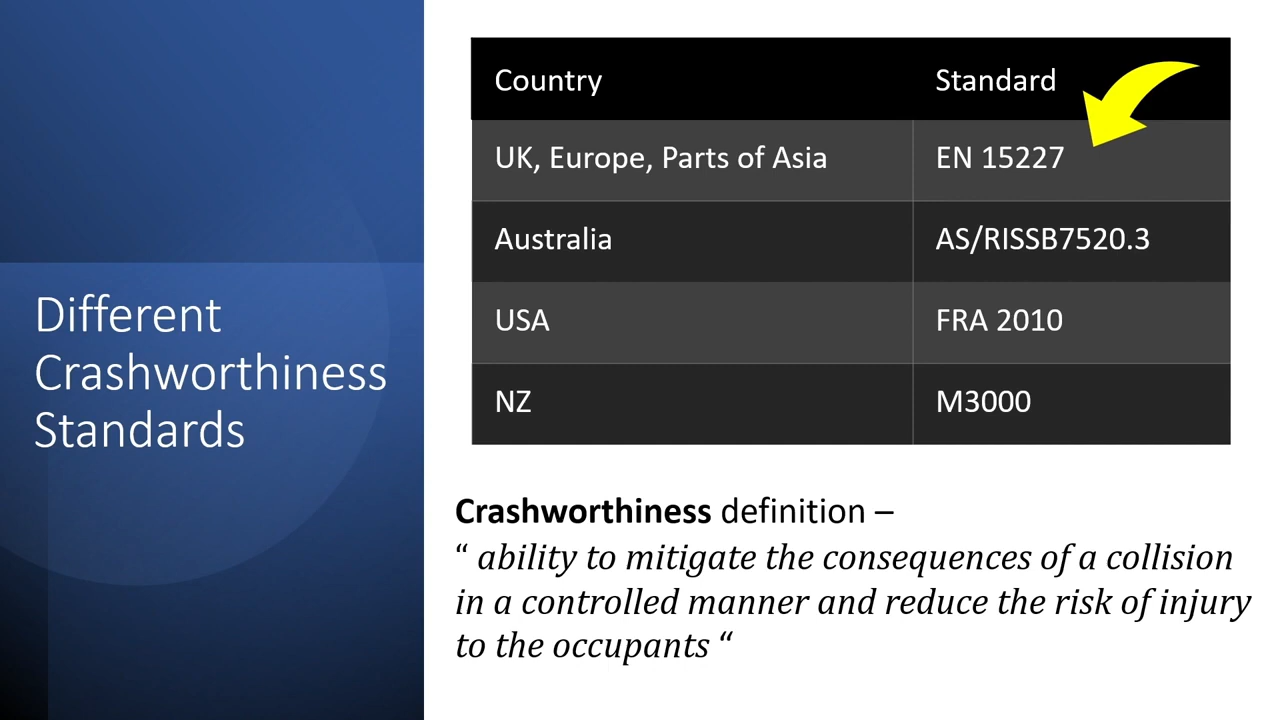 Different
Crashworthiness
Standards
Country Standard
UK, Europe, Parts of Asia EN 15227
Australia AS/RISSB7520.3
USA FRA 2010
NZ M3000
Crashworthiness definition –
“ ability to mitigate the consequences of a collision
in a controlled manner and reduce the risk of injury
to the occupants “